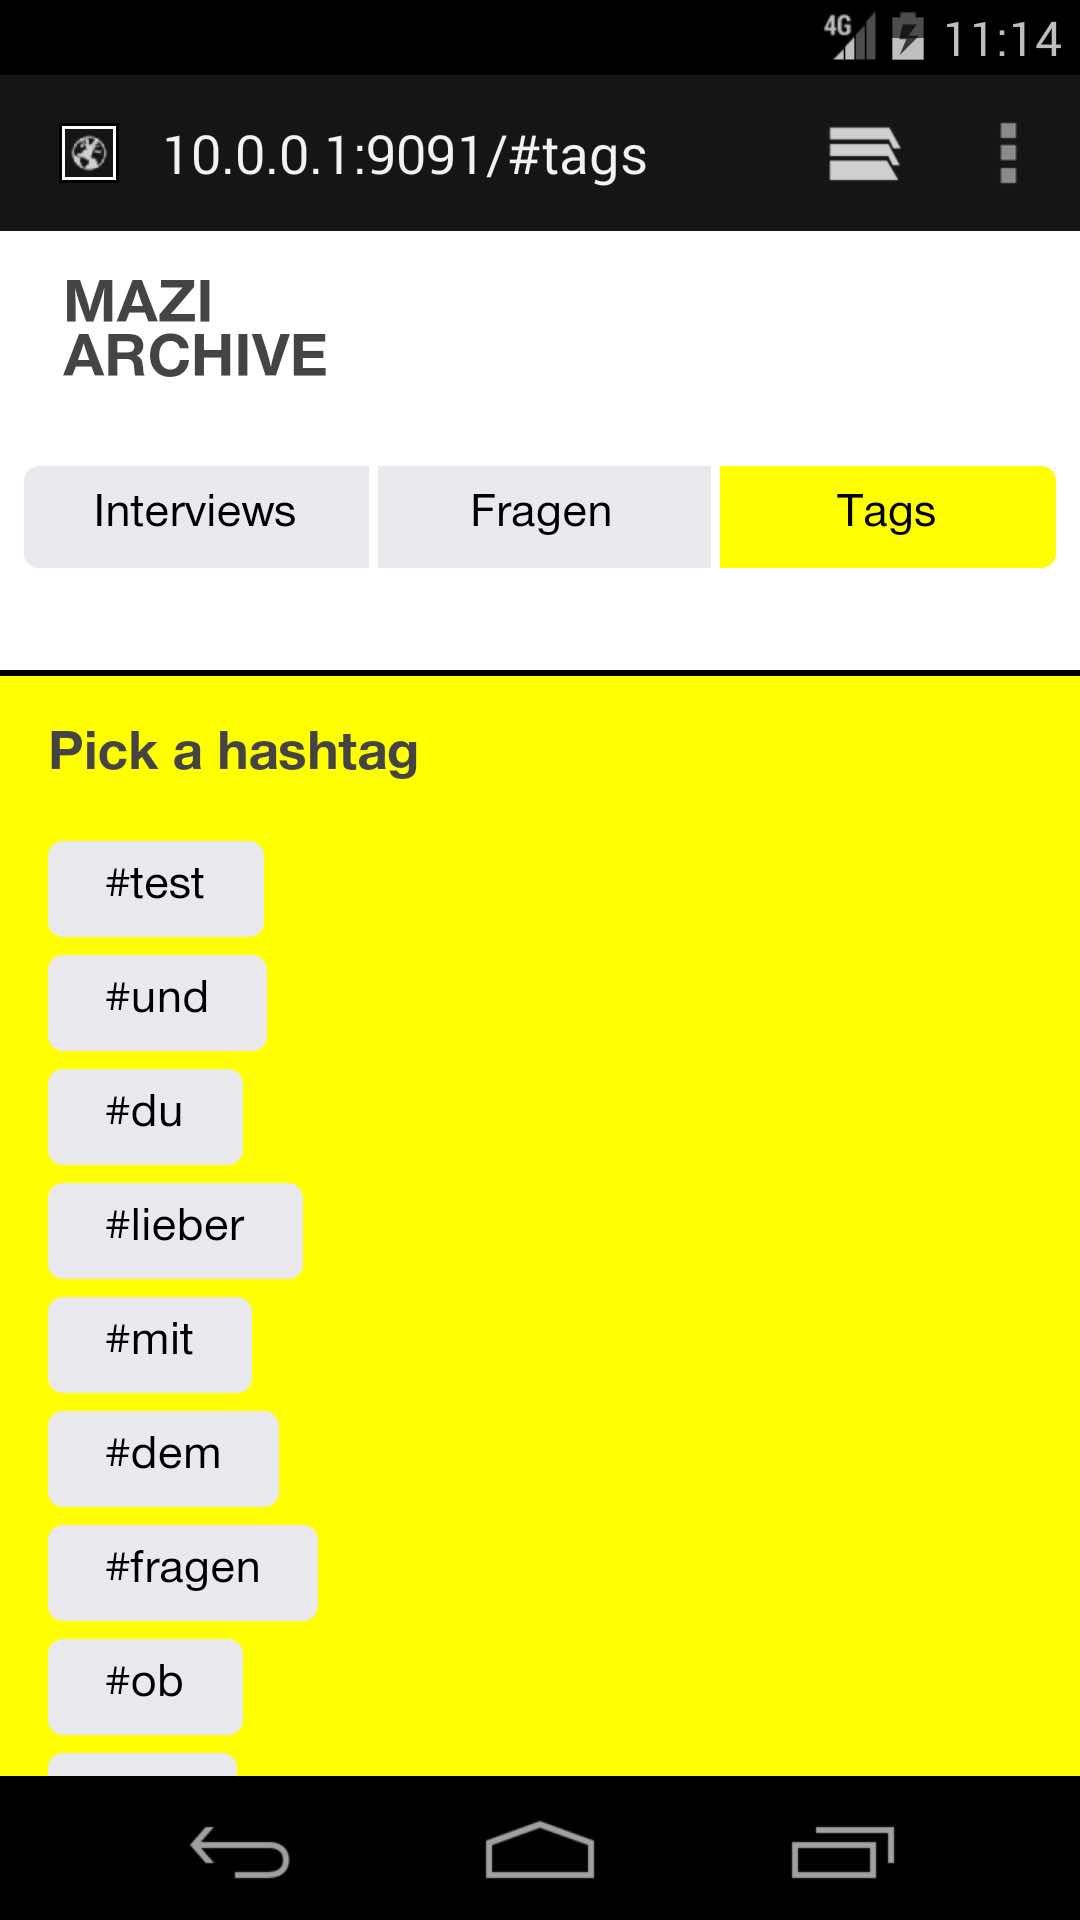 4G 11:14
10.0.0.1:9091/#tags
MAZI
ARCHIVE
Interviews Fragen Tags
Pick a hashtag
#test
#und
#du
#lieber
#mit
#dem
#fragen
#ob